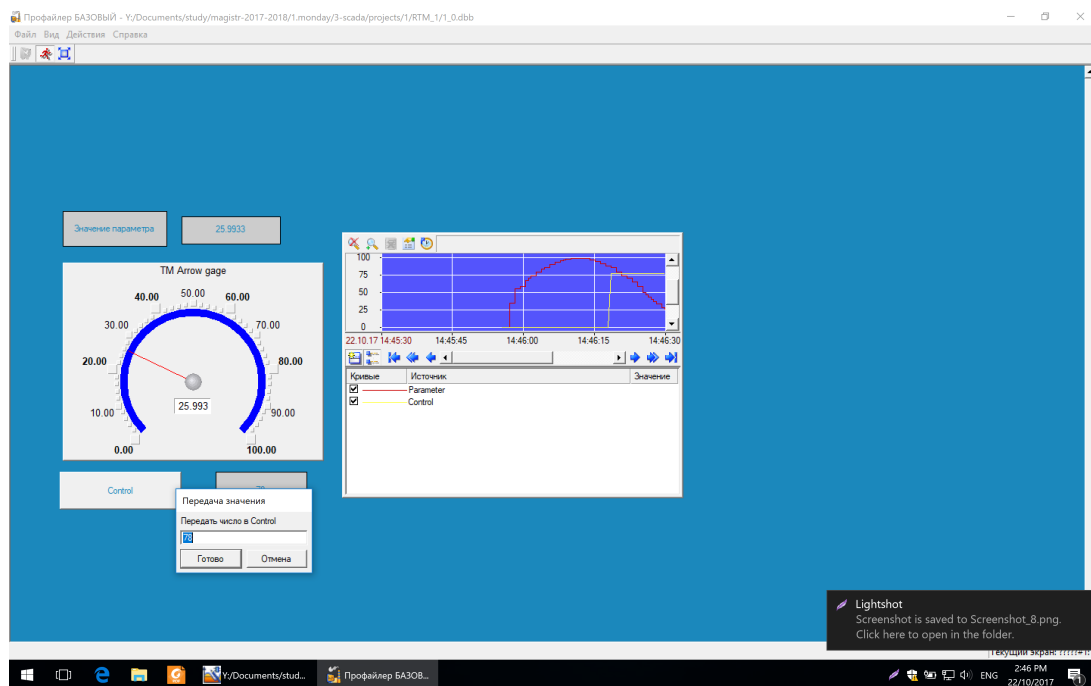 Профайлер БАЗОВЫЙ - Y:/Documents/study/magistr-2017-2018/1.monday/3-scada/projects/1/RTM_1/1_0.dbb
Файл Вид Действия Справка
Значение параметра
25.9933
TM Arrow gage
50.00
40.00
60.00
30.00
70.00
20.00
80.00
25.993
10.00
90.00
0.00
100.00
100
75
50
25
0
22.10.17 14:45:30 14:45:45 14:46:00 14:46:15 14:46:30
Кривые Источник Значение
Parameter
Control
Control
Передача значения
Передать число в Control
78
Готово Отмена
Lightshot
Screenshot is saved to Screenshot_8.png.
Click here to open in the folder.
Текущий экран: ?????#1:
Y:/Documents/stud...
Профайлер БАЗОВ...
ENG
2:46 PM
22/10/2017